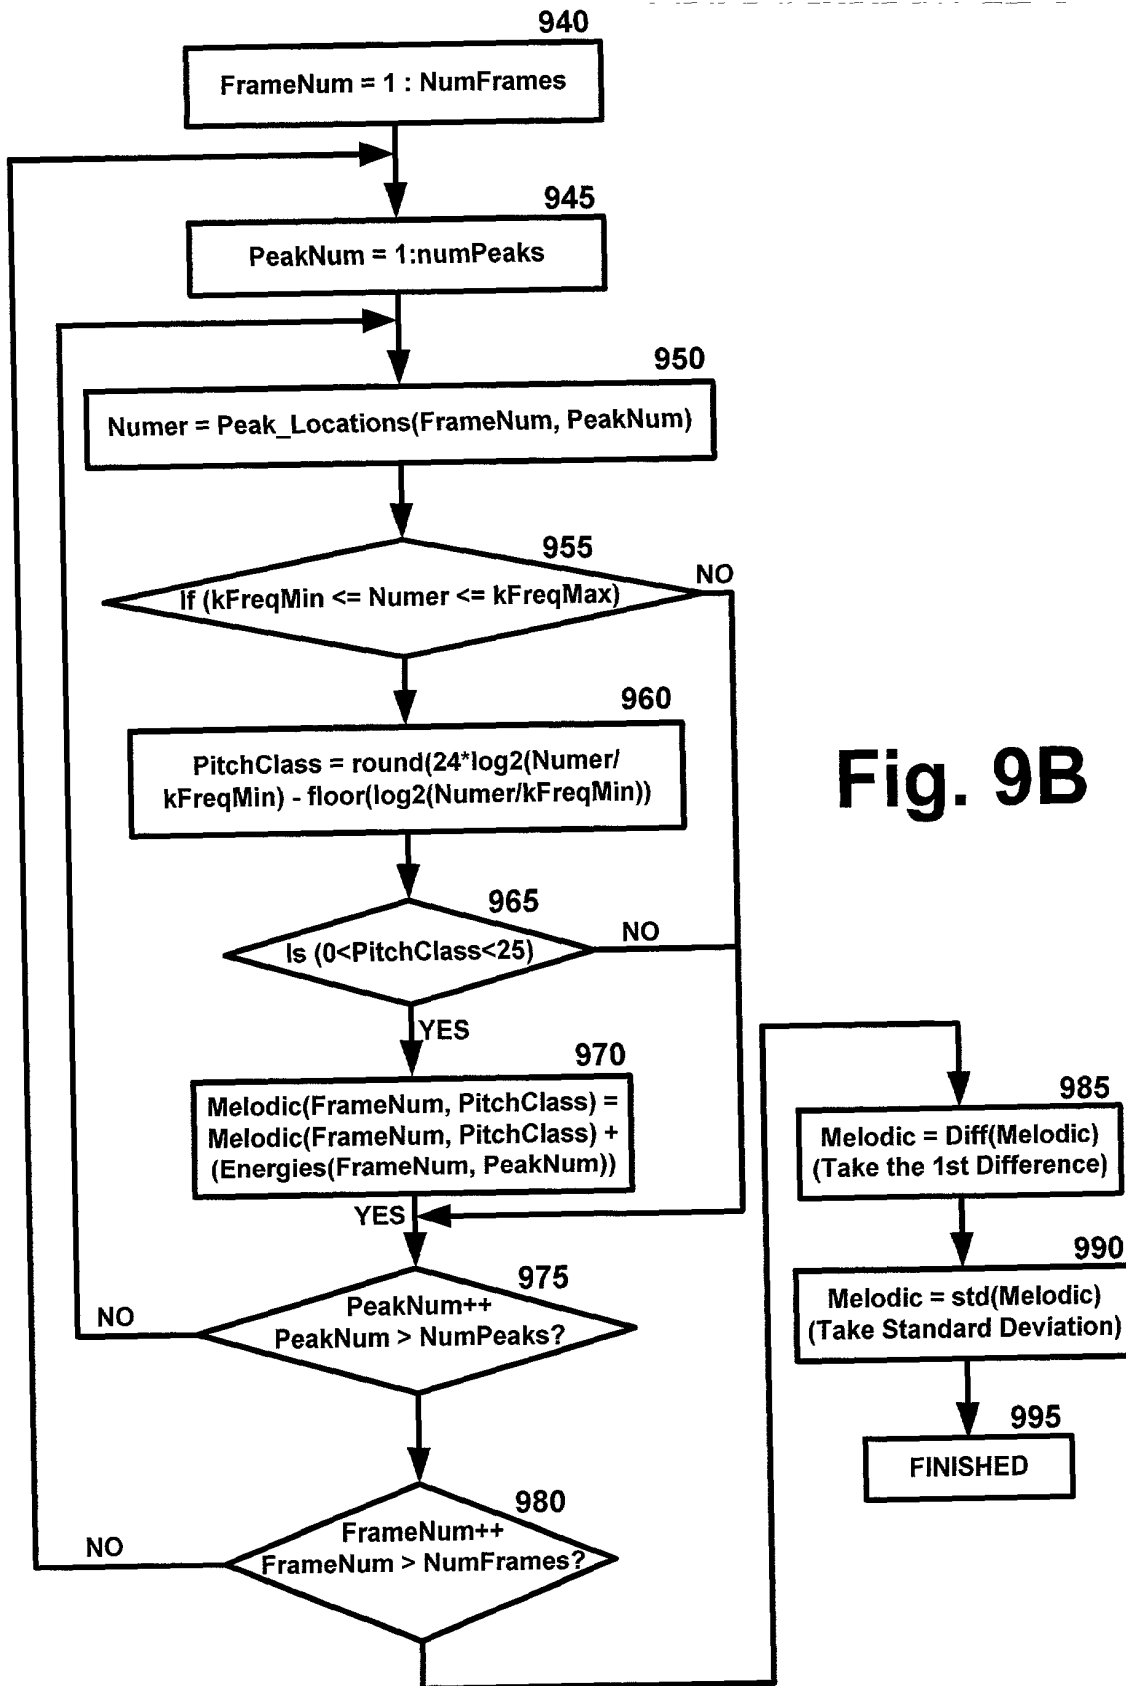 940
FrameNum = 1 : NumFrames
945
PeakNum = 1:numPeaks
950
Numer = Peak_Locations(FrameNum, PeakNum)
955
NO
If (kFreqMin <= Numer <= kFreqMax)
960
PitchClass = round(24*log2(Numer/
kFreqMin) - floor(log2(Numer/kFreqMin))
965
NO
Is (0<PitchClass<25)
YES
970
Melodic(FrameNum, PitchClass) =
Melodic(FrameNum, PitchClass) +
(Energies(FrameNum, PeakNum))
YES
975
PeakNum++
PeakNum > NumPeaks?
NO
980
FrameNum++
FrameNum > NumFrames?
NO
Fig. 9B
985
Melodic = Diff(Melodic)
(Take the 1st Difference)
990
Melodic = std(Melodic)
(Take Standard Deviation)
995
FINISHED